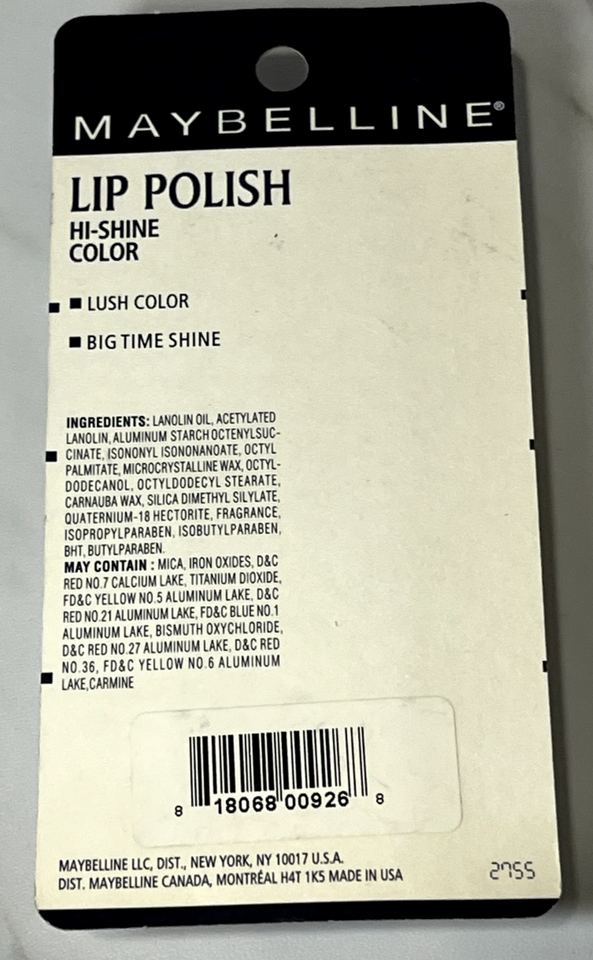 MAYBELLINE®
LIP POLISH
HI-SHINE
COLOR
■ LUSH COLOR
■ BIG TIME SHINE
INGREDIENTS: LANOLIN OIL, ACETYLATED
LANOLIN, ALUMINUM STARCH OCTENYLSUC-
CINATE, ISONONYL ISONONANOATE, OCTYL
PALMITATE, MICROCRYSTALLINE WAX, OCTYL-
DODECANOL, OCTYLDODECYL STEARATE,
CARNAUBA WAX, SILICA DIMETHYL SILYLATE,
QUATERNIUM-18 HECTORITE, FRAGRANCE,
ISOPROPYLPARABEN, ISOBUTYLPARABEN,
BHT, BUTYLPARABEN.
MAY CONTAIN : MICA, IRON OXIDES, D&C
RED NO.7 CALCIUM LAKE, TITANIUM DIOXIDE,
FD&C YELLOW NO.5 ALUMINUM LAKE, D&C
RED NO.21 ALUMINUM LAKE, FD&C BLUE NO.1
ALUMINUM LAKE, BISMUTH OXYCHLORIDE,
D&C RED NO.27 ALUMINUM LAKE, D&C RED
NO.36, FD&C YELLOW NO.6 ALUMINUM
LAKE,CARMINE
8 18068 00926 8
MAYBELLINE LLC, DIST., NEW YORK, NY 10017 U.S.A.
DIST. MAYBELLINE CANADA, MONTRÉAL H4T 1K5 MADE IN USA
2755